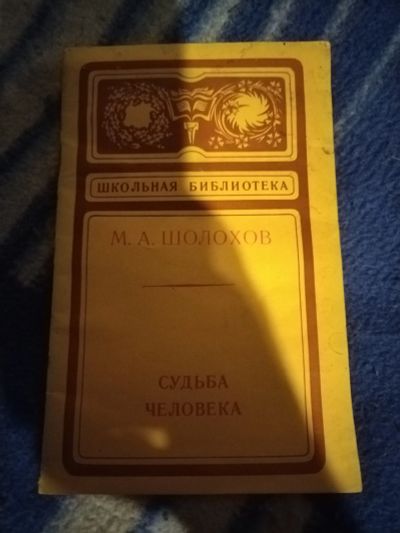 ШКОЛЬНАЯ БИБЛИОТЕКА
М. А. ШОЛОХОВ
СУДЬБА
ЧЕЛОВЕКА